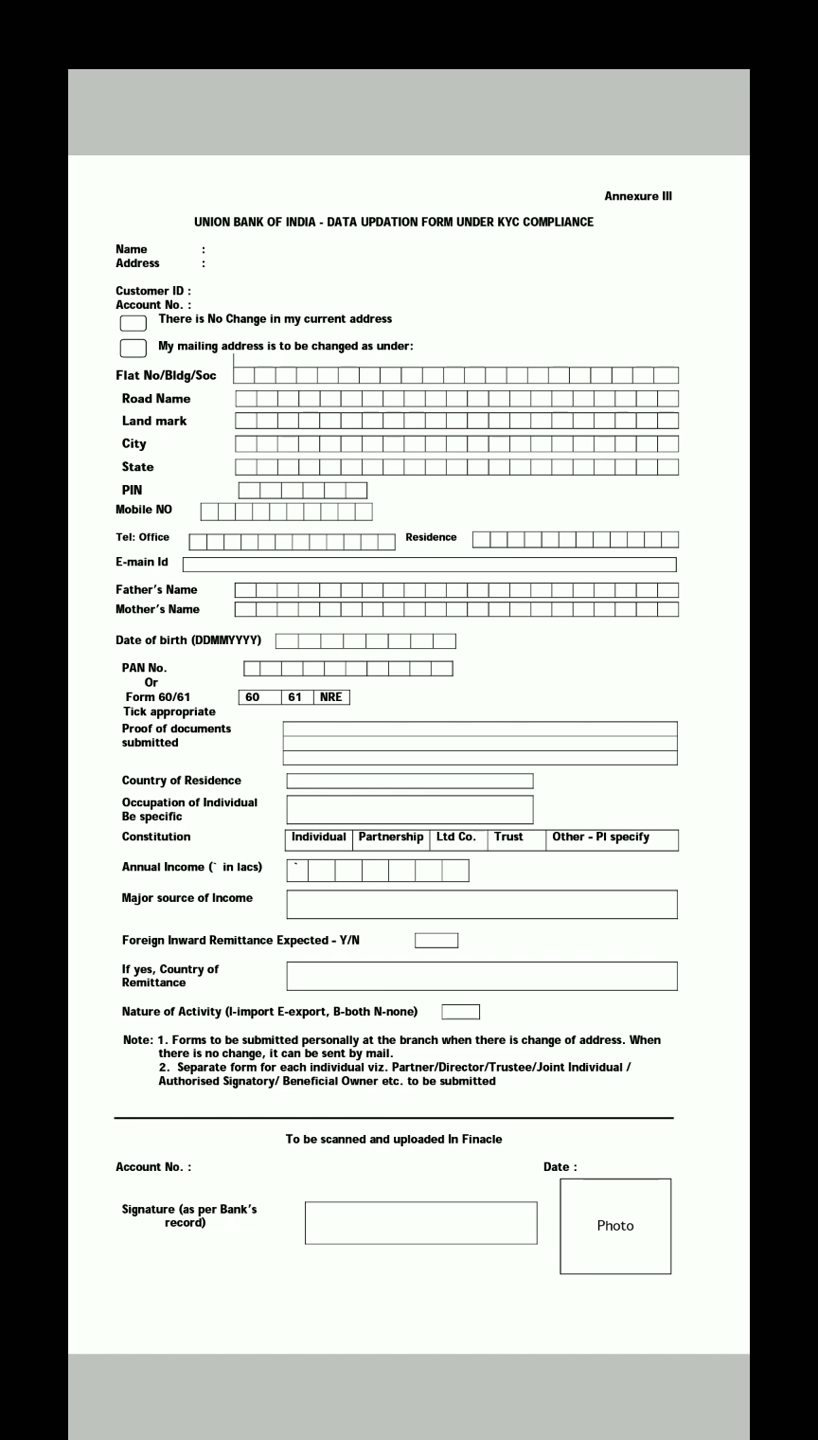 Annexure III
UNION BANK OF INDIA - DATA UPDATION FORM UNDER KYC COMPLIANCE
Name :
Address :
Customer ID :
Account No. :
There is No Change in my current address
My mailing address is to be changed as under:
Flat No/Bldg/Soc
Road Name
Land mark
City
State
PIN
Mobile NO
Tel: Office Residence
E-main Id
Father's Name
Mother's Name
Date of birth (DDMMYYYY)
PAN No.
Or
Form 60/61 60 61 NRE
Tick appropriate
Proof of documents
submitted
Country of Residence
Occupation of Individual
Be specific
Constitution Individual Partnership Ltd Co. Trust Other - Pl specify
Annual Income (` in lacs) `
Major source of Income
Foreign Inward Remittance Expected - Y/N
If yes, Country of
Remittance
Nature of Activity (I-import E-export, B-both N-none)
Note: 1. Forms to be submitted personally at the branch when there is change of address. When
there is no change, it can be sent by mail.
2. Separate form for each individual viz. Partner/Director/Trustee/Joint Individual /
Authorised Signatory/ Beneficial Owner etc. to be submitted
To be scanned and uploaded In Finacle
Account No. : Date :
Signature (as per Bank's
record)
Photo